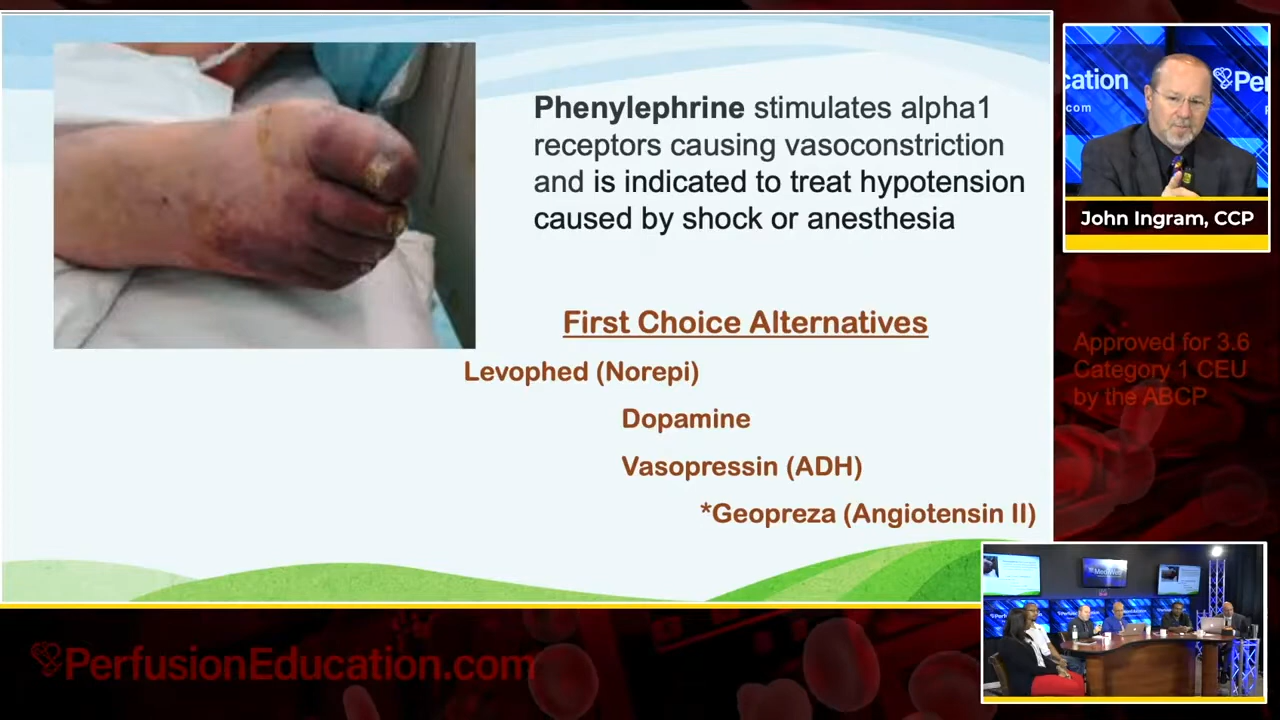 Phenylephrine stimulates alpha1
receptors causing vasoconstriction
and is indicated to treat hypotension
caused by shock or anesthesia
First Choice Alternatives
Levophed (Norepi)
Dopamine
Vasopressin (ADH)
*Geopreza (Angiotensin II)
cation
.com
Pe
John Ingram, CCP
Approved for 3.6
Category 1 CEU
by the ABCP
PerfusionEducation.com